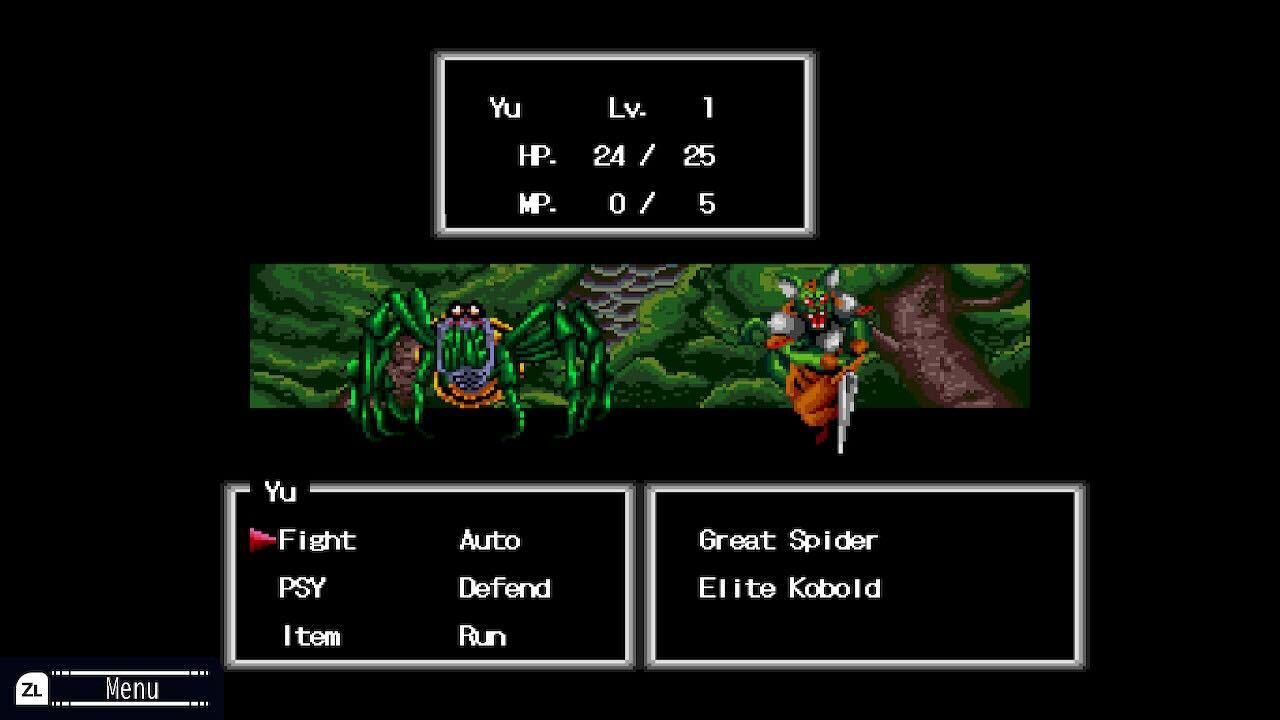 Yu Lv. 1
HP. 24 / 25
MP. 0 / 5
Yu
Fight Auto
PSY Defend
Item Run
Great Spider
Elite Kobold
ZL Menu